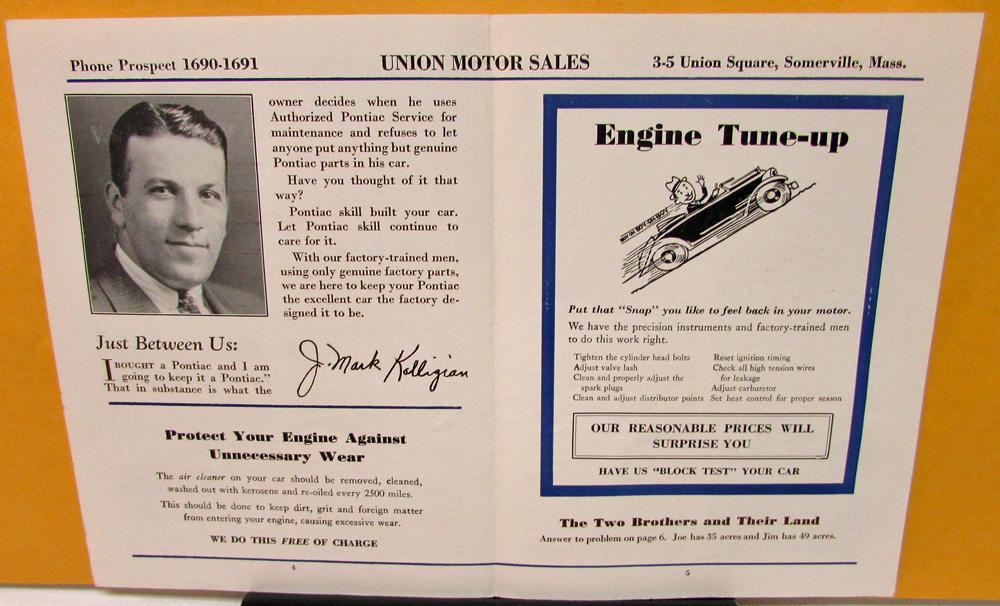 Phone Prospect 1690-1691
UNION MOTOR SALES
3-5 Union Square, Somerville, Mass.
Just Between Us:
I BOUGHT a Pontiac and I am
going to keep it a Pontiac."
That in substance is what the
owner decides when he uses
Authorized Pontiac Service for
maintenance and refuses to let
anyone put anything but genuine
Pontiac parts in his car.
Have you thought of it that
way?
Pontiac skill built your car.
Let Pontiac skill continue to
care for it.
With our factory-trained men,
using only genuine factory parts,
we are here to keep your Pontiac
the excellent car the factory de-
signed it to be.
J. Mark Kolligian
Protect Your Engine Against
Unnecessary Wear
The air cleaner on your car should be removed, cleaned,
washed out with kerosene and re-oiled every 2500 miles.
This should be done to keep dirt, grit and foreign matter
from entering your engine, causing excessive wear.
WE DO THIS FREE OF CHARGE
4
Engine Tune-up
Put that "Snap" you like to feel back in your motor.
We have the precision instruments and factory-trained men
to do this work right.
Tighten the cylinder head bolts
Adjust valve lash
Clean and properly adjust the
spark plugs
Clean and adjust distributor points
Reset ignition timing
Check all high tension wires
for leakage
Adjust carburetor
Set heat control for proper season
OUR REASONABLE PRICES WILL
SURPRISE YOU
HAVE US "BLOCK TEST" YOUR CAR
The Two Brothers and Their Land
Answer to problem on page 6. Joe has 35 acres and Jim has 49 acres.
5